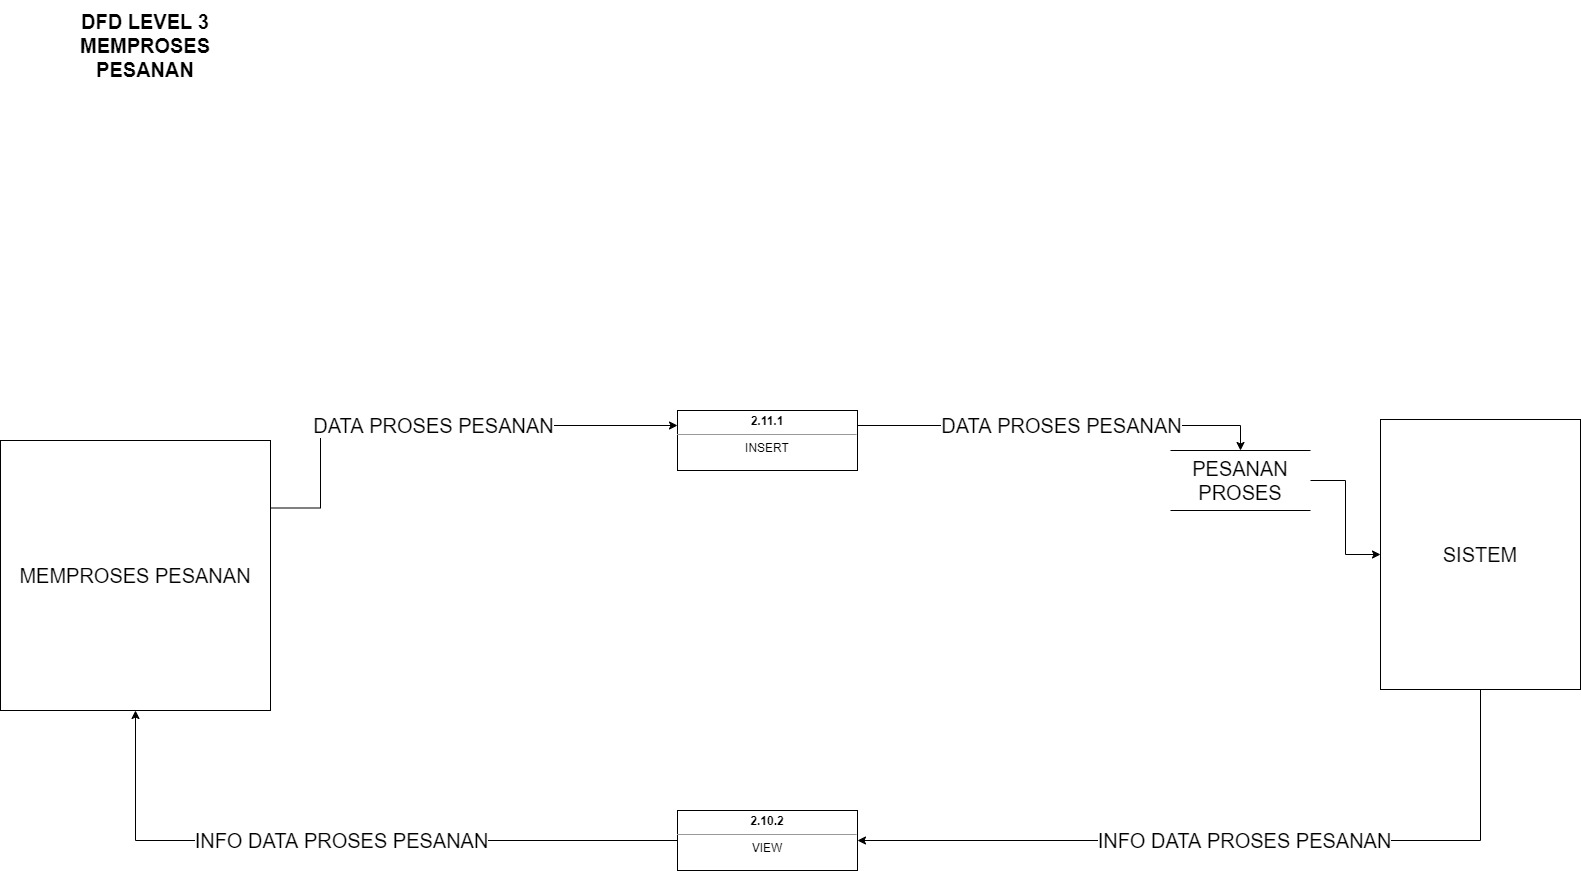 DFD LEVEL 3
MEMPROSES
PESANAN
DATA PROSES PESANAN
2.11.1
INSERT
DATA PROSES PESANAN
PESANAN
PROSES
MEMPROSES PESANAN
SISTEM
INFO DATA PROSES PESANAN
2.10.2
VIEW
INFO DATA PROSES PESANAN